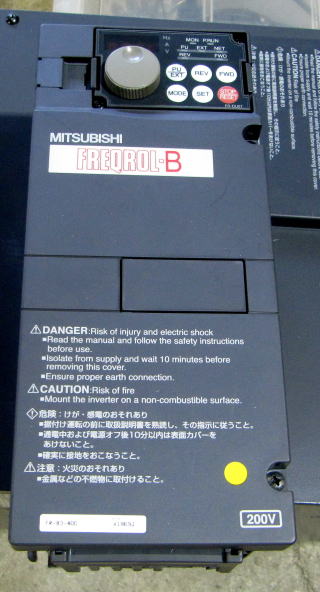 Hz
A
V
MON P.RUN
PU EXT NET
REV FWD
PU
EXT
REV
FWD
MODE
SET
STOP
RESET
FR-DU07
MITSUBISHI
FREQROL-B
DANGER:Risk of injury and electric shock
Read the manual and follow the safety instructions
before use.
Isolate from supply and wait 10 minutes before
removing this cover.
Ensure proper earth connection.
CAUTION:Risk of fire
Mount the inverter on a non-combustible surface.
危険:けが・感電のおそれあり
据付け運転の前に取扱説明書を熟読し、その指示に従うこと。
通電中および電源オフ後10分以内は表面カバーを
あけないこと。
確実に接地をおこなうこと。
注意:火災のおそれあり
金属などの不燃物に取付けること。
200V